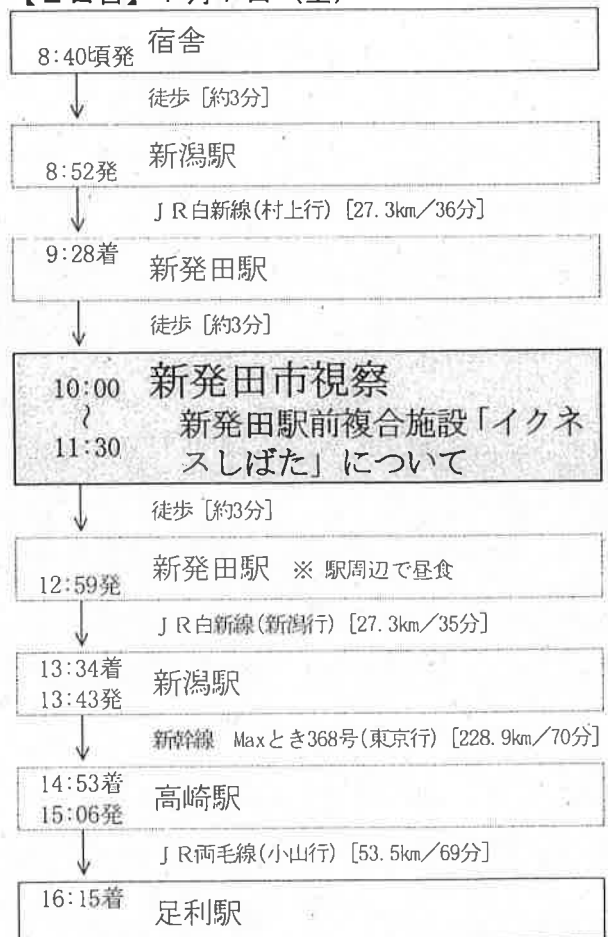 宿舎
8:40頃発
徒歩 [約3分]
新潟駅
8:52発
JR白新線(村上行) [27.3km/36分]
9:28着
新発田駅
徒歩 [約3分]
10:00
~
11:30
新発田市視察
新発田駅前複合施設「イクネ
スしばた」について
徒歩 [約3分]
新発田駅 ※ 駅周辺で昼食
12:59発
JR白新線(新潟行) [27.3km/35分]
13:34着
13:43発
新潟駅
新幹線 Maxとき368号(東京行) [228.9km/70分]
14:53着
15:06発
高崎駅
JR両毛線(小山行) [53.5km/69分]
16:15着
足利駅